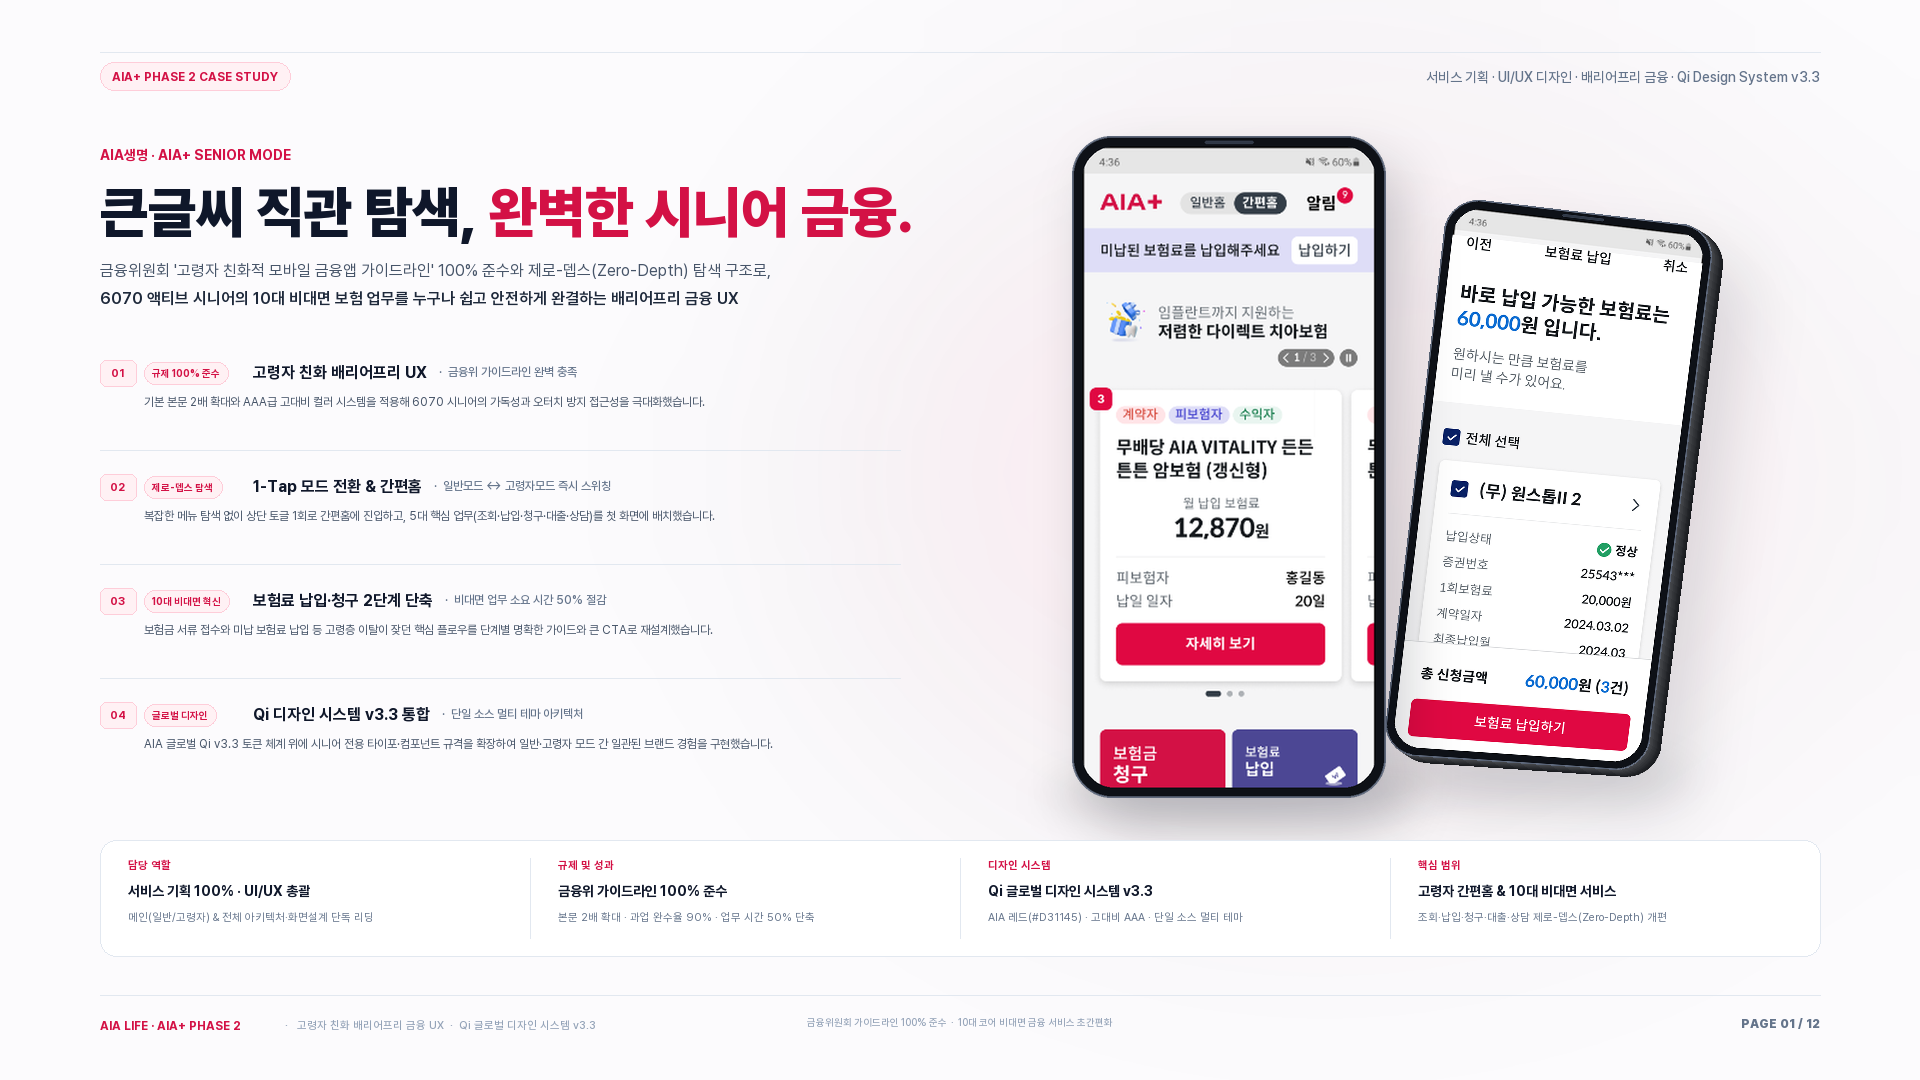 AIA+ PHASE 2 CASE STUDY
서비스 기획 · UI/UX 디자인 · 배리어프리 금융 · Qi Design System v3.3
AIA생명 · AIA+ SENIOR MODE
큰글씨 직관 탐색, 완벽한 시니어 금융.
금융위원회 '고령자 친화적 모바일 금융앱 가이드라인' 100% 준수와 제로-뎁스(Zero-Depth) 탐색 구조로,
6070 액티브 시니어의 10대 비대면 보험 업무를 누구나 쉽고 안전하게 완결하는 배리어프리 금융 UX
01 규제 100% 준수 고령자 친화 배리어프리 UX · 금융위 가이드라인 완벽 충족
기본 본문 2배 확대와 AAA급 고대비 컬러 시스템을 적용해 6070 시니어의 가독성과 오터치 방지 접근성을 극대화했습니다.
02 제로-뎁스 탐색 1-Tap 모드 전환 & 간편홈 · 일반모드 ↔ 고령자모드 즉시 스위칭
복잡한 메뉴 탐색 없이 상단 토글 1회로 간편홈에 진입하고, 5대 핵심 업무(조회·납입·청구·대출·상담)를 첫 화면에 배치했습니다.
03 10대 비대면 혁신 보험료 납입·청구 2단계 단축 · 비대면 업무 소요 시간 50% 절감
보험금 서류 접수와 미납 보험료 납입 등 고령층 이탈이 잦던 핵심 플로우를 단계별 명확한 가이드와 큰 CTA로 재설계했습니다.
04 글로벌 디자인 Qi 디자인 시스템 v3.3 통합 · 단일 소스 멀티 테마 아키텍처
AIA 글로벌 Qi v3.3 토큰 체계 위에 시니어 전용 타이포·컴포넌트 규격을 확장하여 일반·고령자 모드 간 일관된 브랜드 경험을 구현했습니다.
4:36 60%
AIA+ 일반홈 간편홈 알림 9
미납된 보험료를 납입해주세요 납입하기
임플란트까지 지원하는
저렴한 다이렉트 치아보험
1 / 3
3
계약자 피보험자 수익자
무배당 AIA VITALITY 든든
튼튼 암보험 (갱신형)
월 납입 보험료
12,870원
피보험자 홍길동
납일 일자 20일
자세히 보기
보험금
청구
보험료
납입
4:36 60%
이전 보험료 납입 취소
바로 납입 가능한 보험료는
60,000원 입니다.
원하시는 만큼 보험료를
미리 낼 수가 있어요.
전체 선택
(무) 원스톱II 2
납입상태 정상
증권번호 25543***
1회보험료 20,000원
계약일자 2024.03.02
최종납입월 2024.03
총 신청금액 60,000원 (3건)
보험료 납입하기
담당 역할
서비스 기획 100% · UI/UX 총괄
메인(일반/고령자) & 전체 아키텍처·화면설계 단독 리딩
규제 및 성과
금융위 가이드라인 100% 준수
본문 2배 확대 · 과업 완수율 90% · 업무 시간 50% 단축
디자인 시스템
Qi 글로벌 디자인 시스템 v3.3
AIA 레드(#D31145) · 고대비 AAA · 단일 소스 멀티 테마
핵심 범위
고령자 간편홈 & 10대 비대면 서비스
조회·납입·청구·대출·상담 제로-뎁스(Zero-Depth) 개편
AIA LIFE · AIA+ PHASE 2 · 고령자 친화 배리어프리 금융 UX · Qi 글로벌 디자인 시스템 v3.3
금융위원회 가이드라인 100% 준수 · 10대 코어 비대면 금융 서비스 초간편화
PAGE 01 / 12